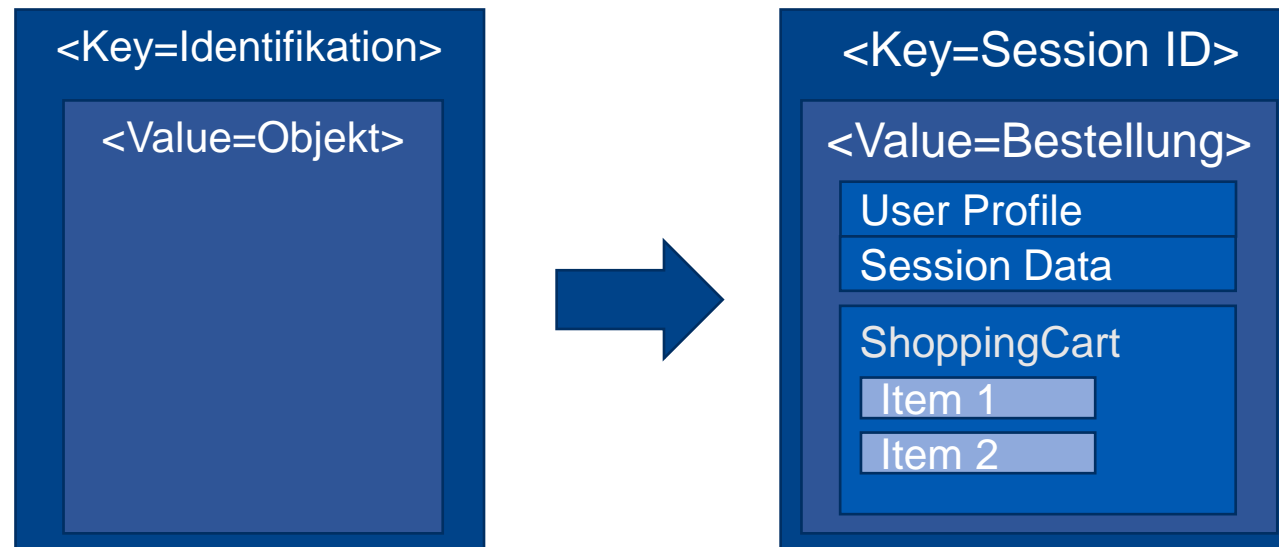 <Key=Identifikation>
<Value=Objekt>
<Key=Session ID>
<Value=Bestellung>
User Profile
Session Data
ShoppingCart
Item 1
Item 2